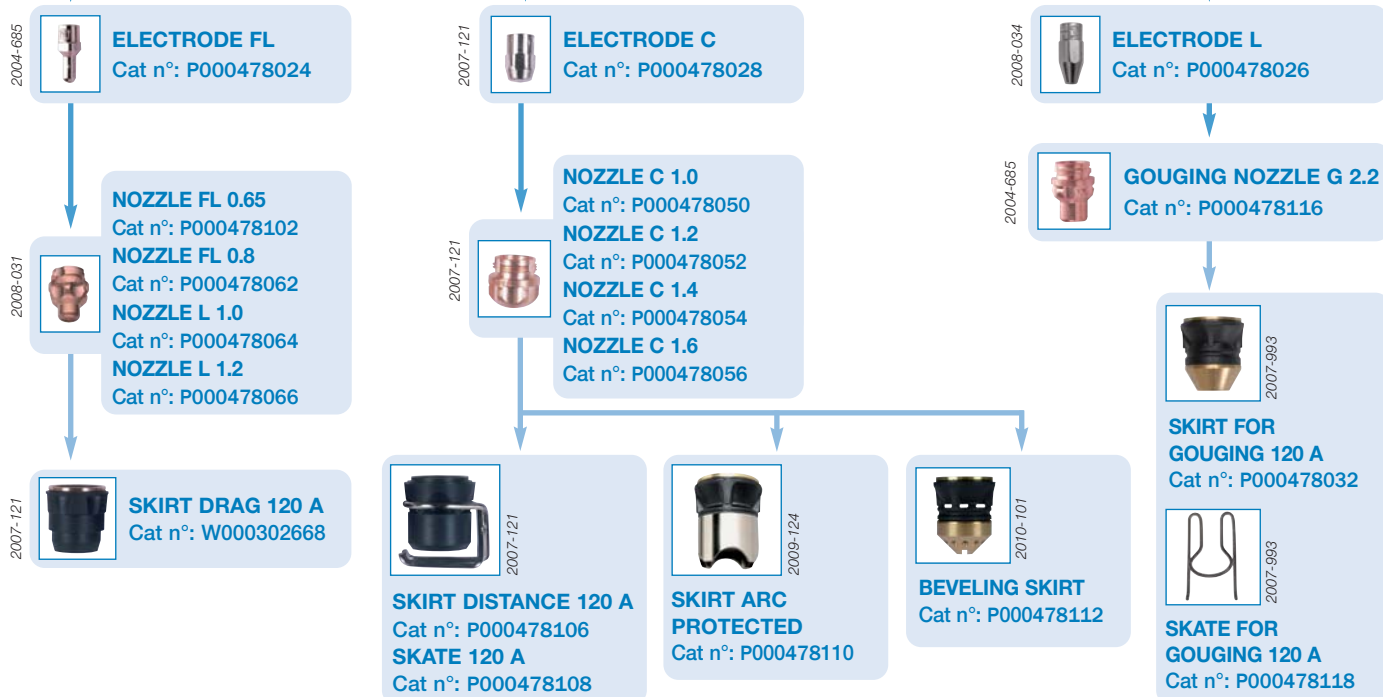 2004-685
ELECTRODE FL
Cat n°: P000478024
2008-031
NOZZLE FL 0.65
Cat n°: P000478102
NOZZLE FL 0.8
Cat n°: P000478062
NOZZLE L 1.0
Cat n°: P000478064
NOZZLE L 1.2
Cat n°: P000478066
2007-121
SKIRT DRAG 120 A
Cat n°: W000302668
2007-121
ELECTRODE C
Cat n°: P000478028
2007-121
NOZZLE C 1.0
Cat n°: P000478050
NOZZLE C 1.2
Cat n°: P000478052
NOZZLE C 1.4
Cat n°: P000478054
NOZZLE C 1.6
Cat n°: P000478056
2007-121
SKIRT DISTANCE 120 A
Cat n°: P000478106
SKATE 120 A
Cat n°: P000478108
2009-124
SKIRT ARC
PROTECTED
Cat n°: P000478110
2010-101
BEVELING SKIRT
Cat n°: P000478112
2008-034
ELECTRODE L
Cat n°: P000478026
2004-685
GOUGING NOZZLE G 2.2
Cat n°: P000478116
2007-993
SKIRT FOR
GOUGING 120 A
Cat n°: P000478032
2007-993
SKATE FOR
GOUGING 120 A
Cat n°: P000478118